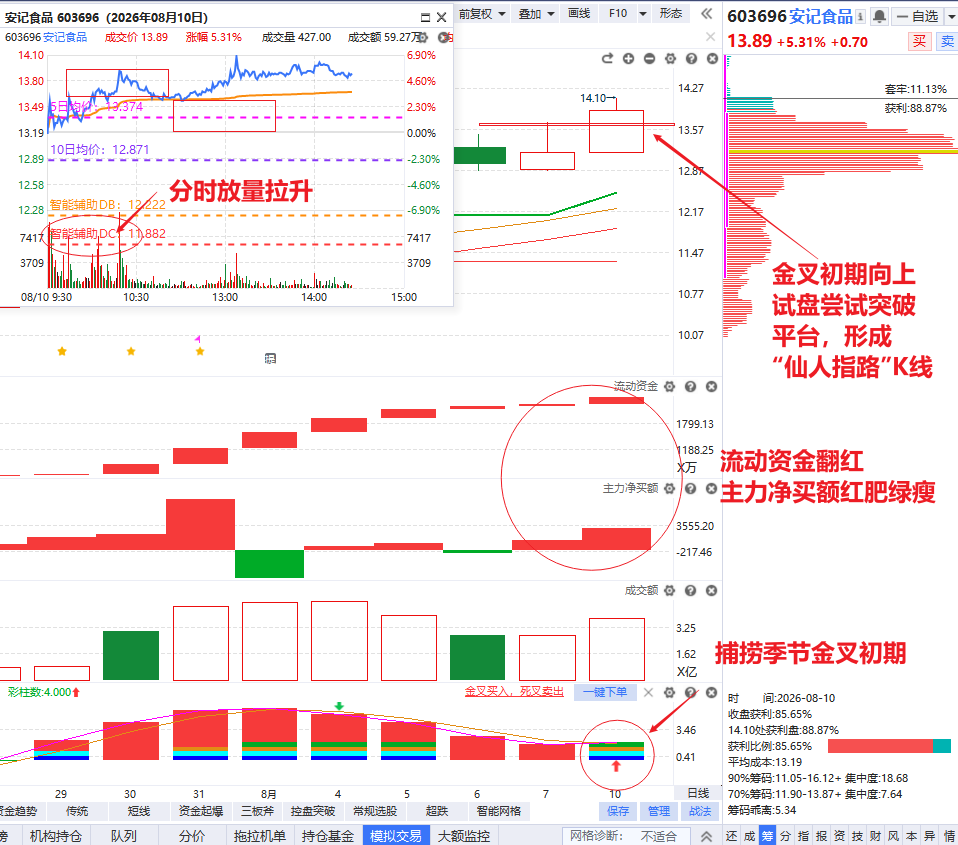 安记食品 603696（2026年08月10日）
603696安记食品 成交价 13.89 涨幅 5.31% 成交量 427.00 成交额 59.27万
14.10
13.80
13.49
13.19
12.89
12.58
12.28
7417
3709
6.90%
4.60%
2.30%
0.00%
-2.30%
-4.60%
-6.90%
7417
3709
5日均价: 13.374
10日均价: 12.871
智能辅助DB: 12.222
智能辅助DC: 11.882
分时放量拉升
08/10 9:30 10:30 13:00 14:00 15:00
前复权 叠加 画线 F10 形态
14.10
14.27
13.57
12.87
12.17
11.47
10.77
10.07
流动资金
1799.13
1188.25
X万
主力净买额
3555.20
-217.46
成交额
3.25
1.62
X亿
彩柱数:4.000
金叉买入，死叉卖出 一键下单
3.46
0.41
29 30 31 8月 4 5 6 7 10 日线
资金趋势 传统 短线 资金起爆 三板斧 控盘突破 常规选股 超跌 智能网格 保存 管理 战法
榜 机构持仓 队列 分价 拖拉机单 持仓基金 模拟交易 大额监控 网格诊断: 不适合
603696 安记食品 自选
13.89 +5.31% +0.70 买 卖
套牢:11.13%
获利:88.87%
金叉初期向上
试盘尝试突破
平台，形成
“仙人指路”K线
流动资金翻红
主力净买额红肥绿瘦
捕捞季节金叉初期
时 间:2026-08-10
收盘获利:85.65%
14.10处获利盘:88.87%
获利比例:85.65%
平均成本:13.19
90%筹码:11.05-16.12+ 集中度:18.68
70%筹码:11.90-13.87+ 集中度:7.64
筹码乖离:5.34
还 成 筹 分 指 报 资 技 财 风 本 异 情